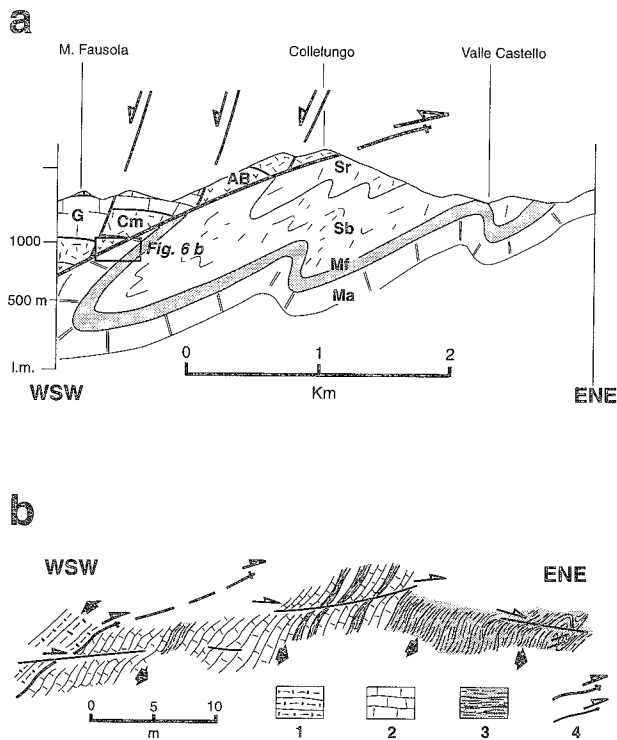 a
M. Fausola
Collelungo
Valle Castello
AB
Sr
G
Cm
Sb
1000
Fig. 6 b
Mf
500 m
Ma
l.m.
0 1 2
WSW
Km
ENE
b
WSW
ENE
0 5 10
m
1 2 3 4